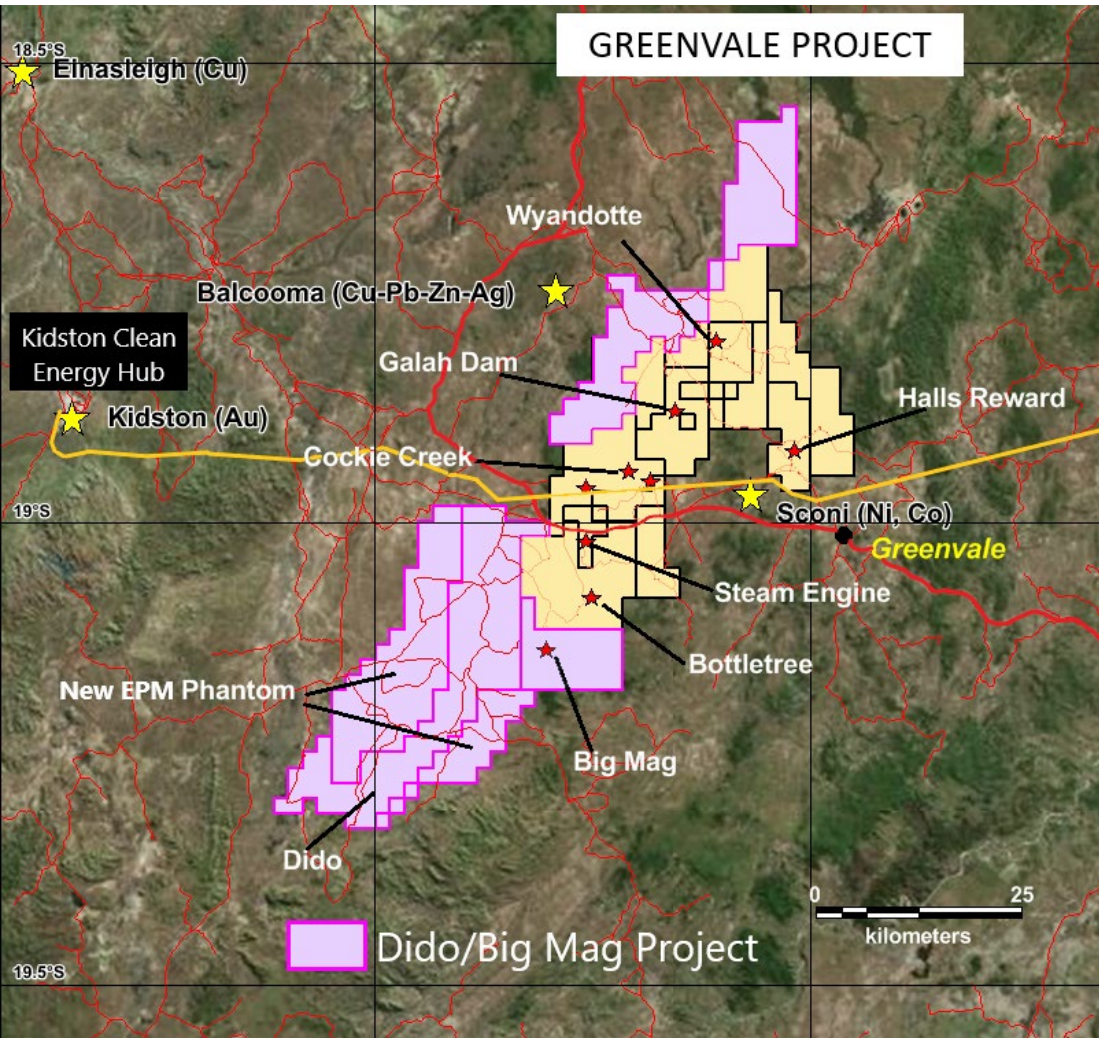 GREENVALE PROJECT
18.5°S
Einasleigh (Cu)
Wyandotte
Balcooma (Cu-Pb-Zn-Ag)
Kidston Clean
Energy Hub
Galah Dam
Halls Reward
Kidston (Au)
Cockie Creek
19°S
Sconi (Ni, Co)
Greenvale
Steam Engine
Bottletree
New EPM Phantom
Big Mag
Dido
0 25
kilometers
Dido/Big Mag Project
19.5°S